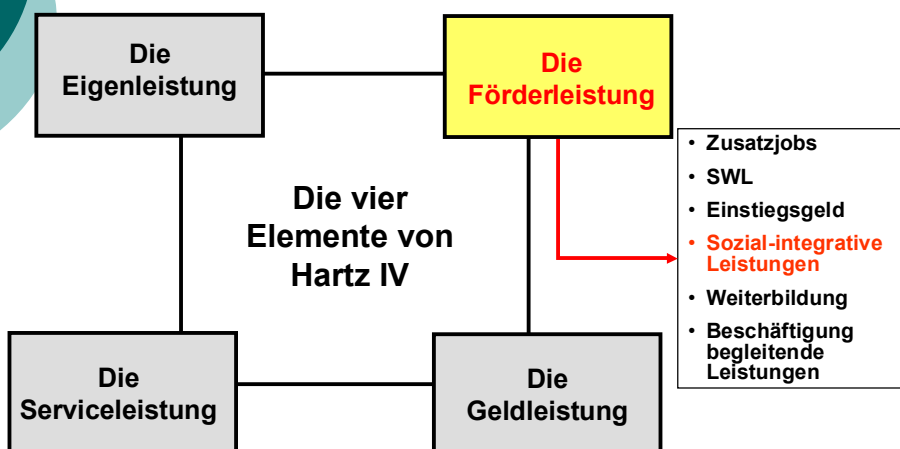 Die
Eigenleistung
Die
Förderleistung
Die vier
Elemente von
Hartz IV
• Zusatzjobs
• SWL
• Einstiegsgeld
• Sozial-integrative
Leistungen
• Weiterbildung
• Beschäftigung
begleitende
Leistungen
Die
Serviceleistung
Die
Geldleistung